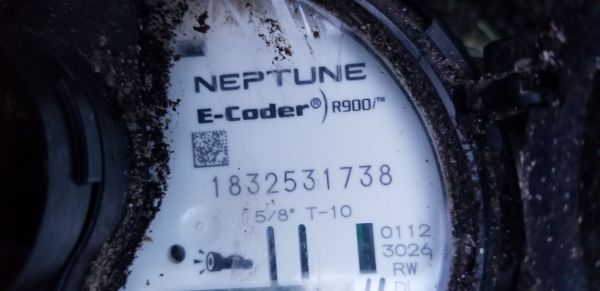 NEPTUNE
E-Coder®)R900i™
1832531738
5/8" T-10
0112
3026
RW